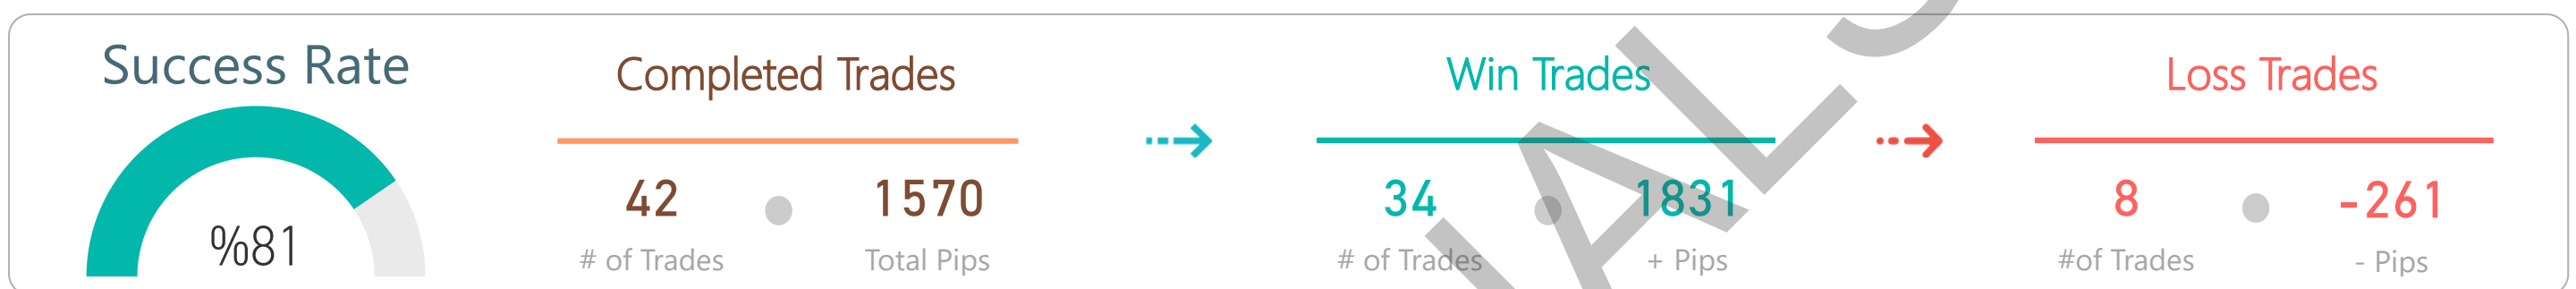 Success Rate
%81
Completed Trades
42 1570
# of Trades Total Pips
Win Trades
34 1831
# of Trades + Pips
Loss Trades
8 -261
#of Trades - Pips